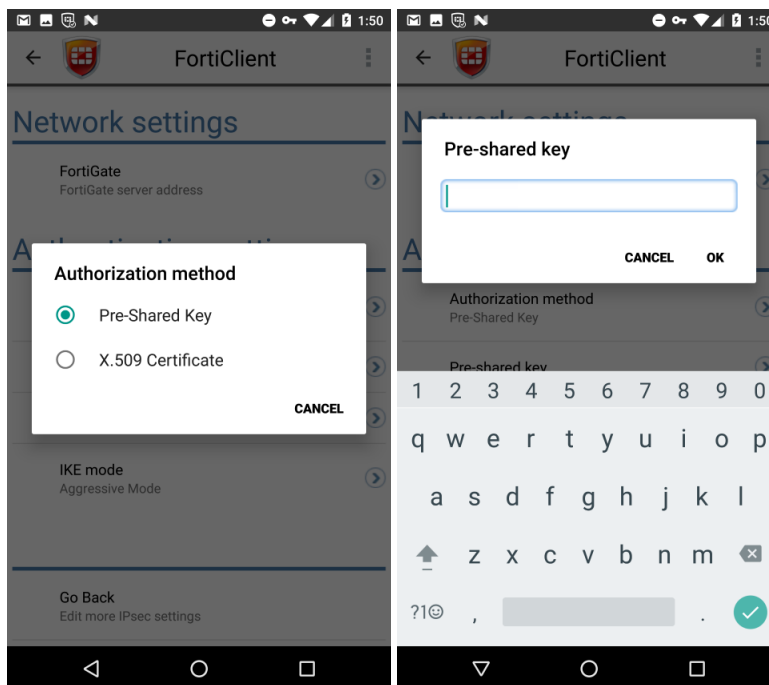 1:50
FortiClient
Network settings
FortiGate
FortiGate server address
Authorization method
Pre-Shared Key
X.509 Certificate
CANCEL
IKE mode
Aggressive Mode
Go Back
Edit more IPsec settings
1:50
FortiClient
Pre-shared key
CANCEL OK
Authorization method
Pre-Shared Key
Pre-shared key
1 2 3 4 5 6 7 8 9 0
q w e r t y u i o p
a s d f g h j k l
z x c v b n m
?1☺ , .